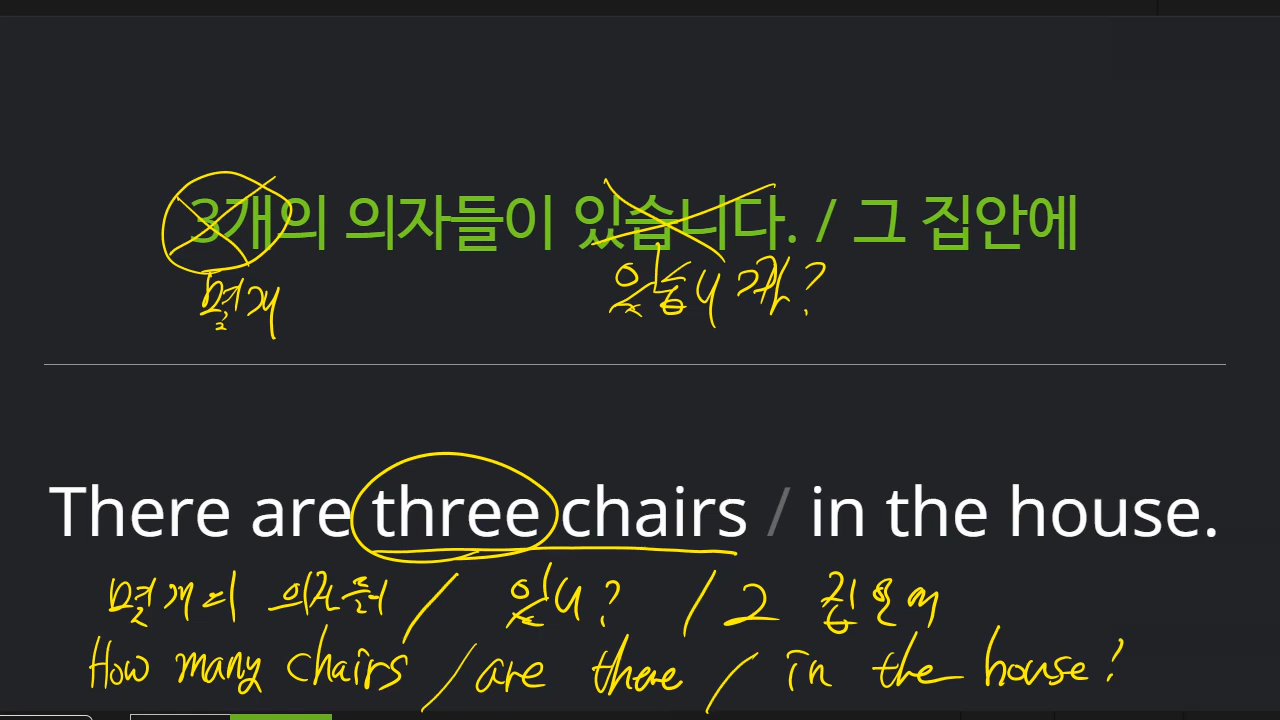 3개의 의자들이 있습니다. / 그 집안에
몇개 있습니까?
There are three chairs / in the house.
몇개의 의자들이 / 있니? / 그 집안에
How many chairs / are there / in the house?